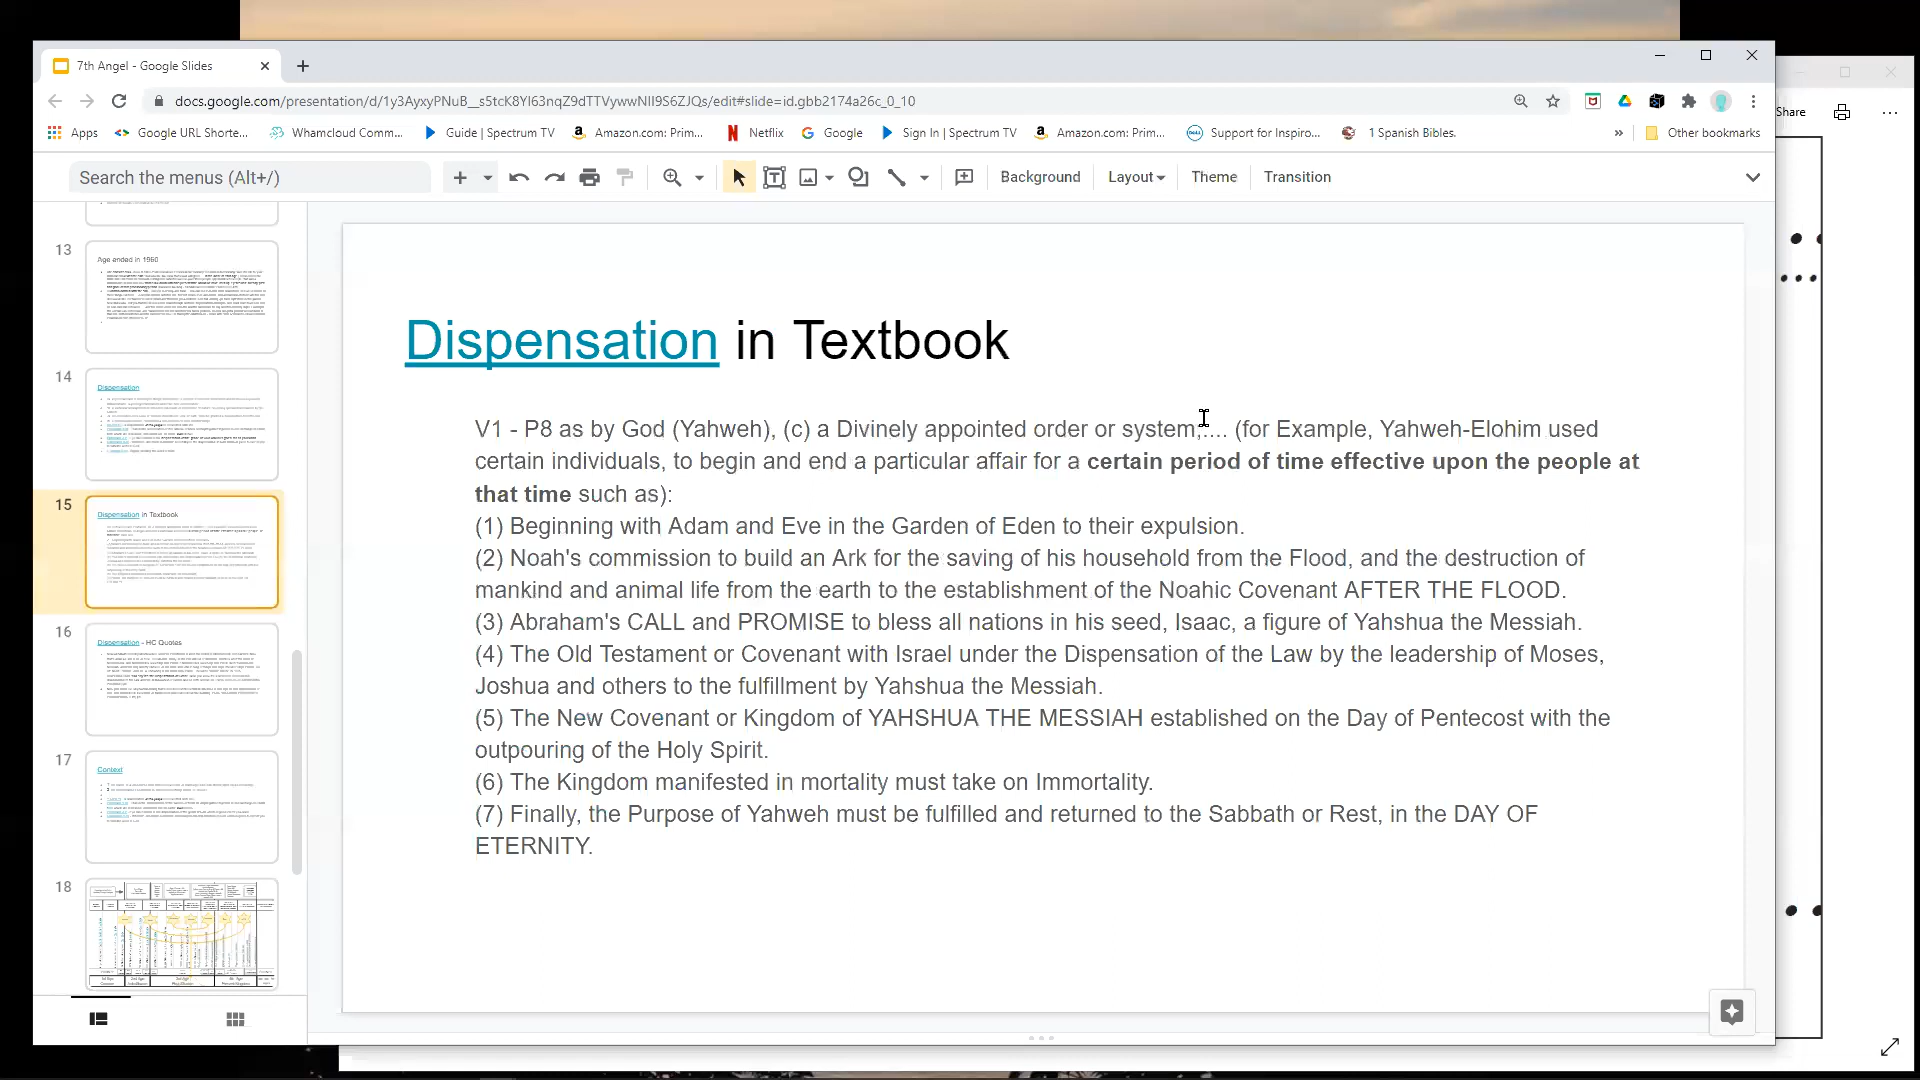 7th Angel - Google Slides
docs.google.com/presentation/d/1y3AyxyPNuB__s5tcK8Yl63nqZ9dTTVywwNlI9S6ZJQs/edit#slide=id.gbb2174a26c_0_10
Share
Apps Google URL Shorte... Whamcloud Comm... Guide | Spectrum TV Amazon.com: Prim... Netflix Google Sign In | Spectrum TV Amazon.com: Prim... Support for Inspiro... 1 Spanish Bibles. » Other bookmarks
Search the menus (Alt+/) Background Layout Theme Transition
13
Age ended in 1960
14
Dispensation
15
Dispensation in Textbook
16
Dispensation - HC Quotes
17
Context
18
Dispensation in Textbook
V1 - P8 as by God (Yahweh), (c) a Divinely appointed order or system,.... (for Example, Yahweh-Elohim used
certain individuals, to begin and end a particular affair for a certain period of time effective upon the people at
that time such as):
(1) Beginning with Adam and Eve in the Garden of Eden to their expulsion.
(2) Noah's commission to build an Ark for the saving of his household from the Flood, and the destruction of
mankind and animal life from the earth to the establishment of the Noahic Covenant AFTER THE FLOOD.
(3) Abraham's CALL and PROMISE to bless all nations in his seed, Isaac, a figure of Yahshua the Messiah.
(4) The Old Testament or Covenant with Israel under the Dispensation of the Law by the leadership of Moses,
Joshua and others to the fulfillment by Yahshua the Messiah.
(5) The New Covenant or Kingdom of YAHSHUA THE MESSIAH established on the Day of Pentecost with the
outpouring of the Holy Spirit.
(6) The Kingdom manifested in mortality must take on Immortality.
(7) Finally, the Purpose of Yahweh must be fulfilled and returned to the Sabbath or Rest, in the DAY OF
ETERNITY.